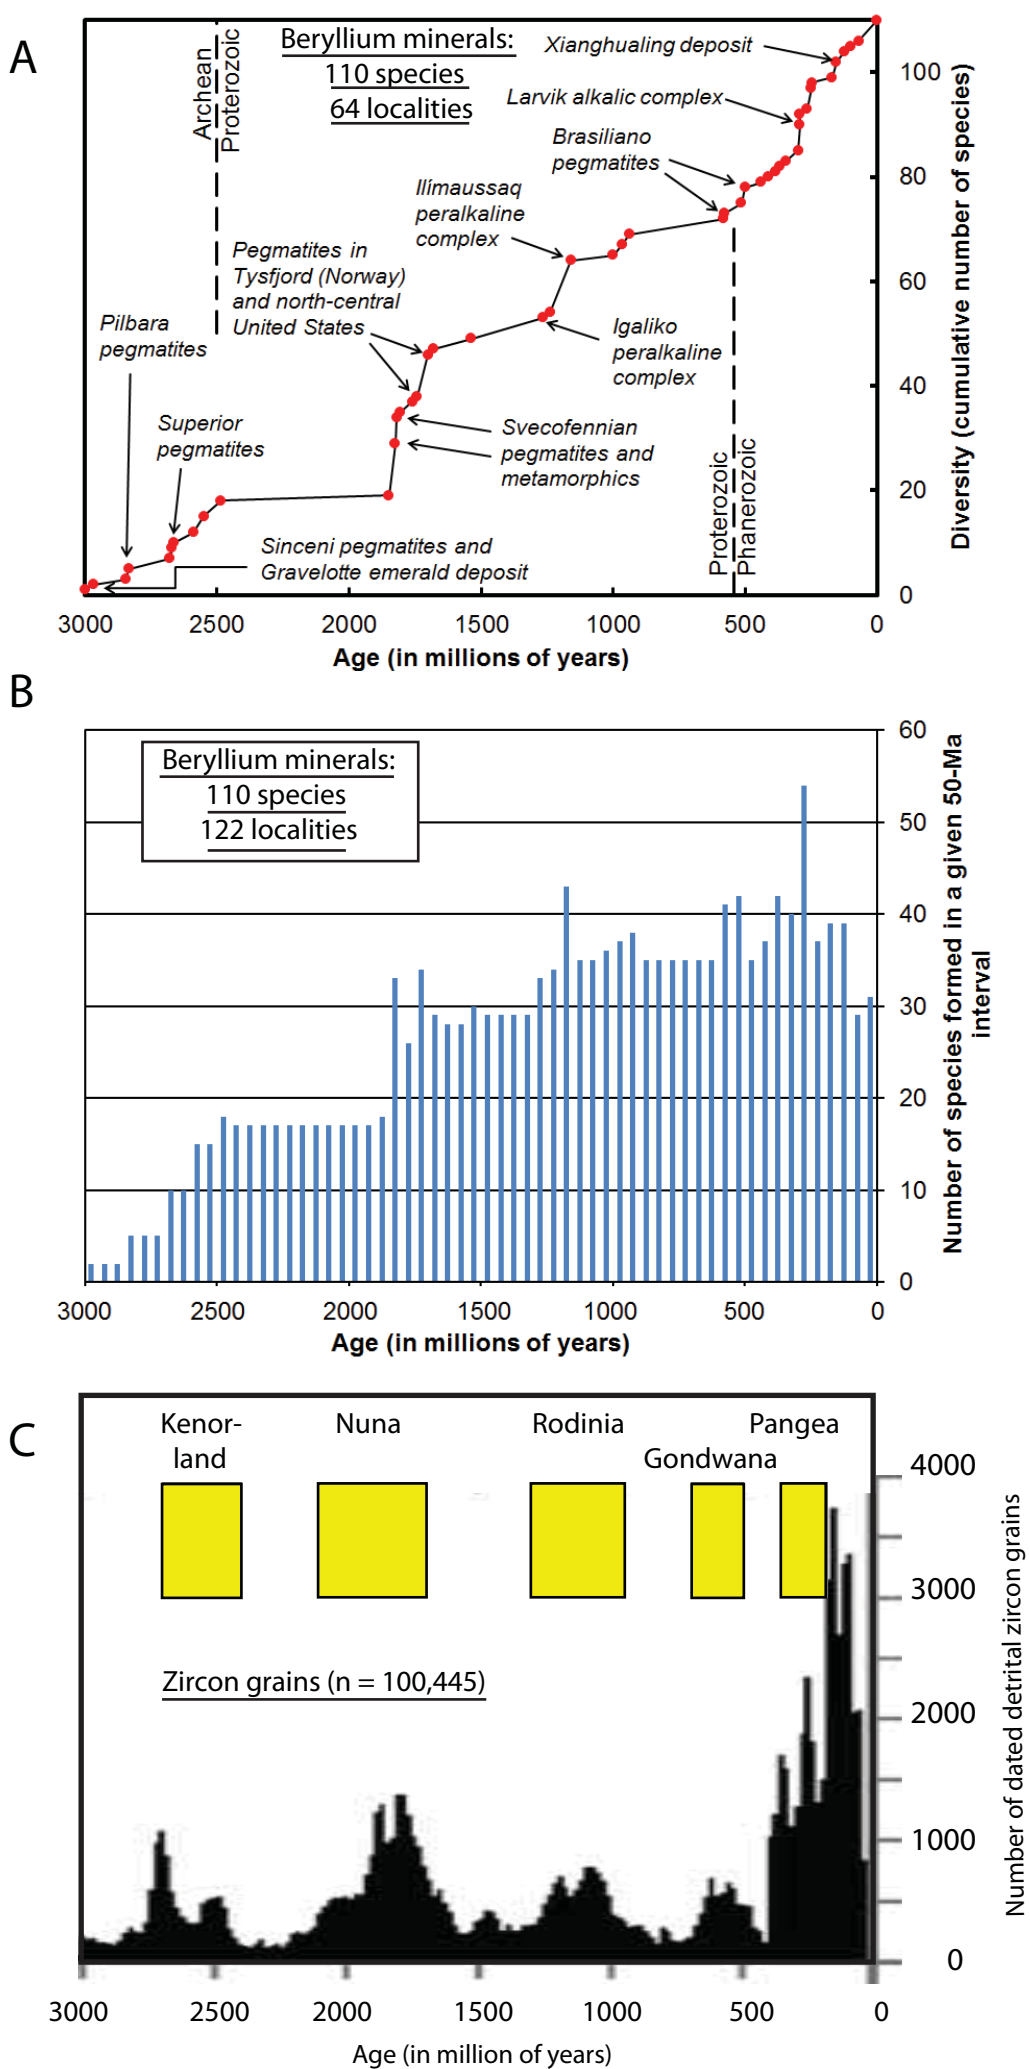 A
Beryllium minerals:
110 species
64 localities
Archean
Proterozoic
Xianghualing deposit
Larvik alkalic complex
Brasiliano
pegmatites
Ilímaussaq
peralkaline
complex
Pegmatites in
Tysfjord (Norway)
and north-central
United States
Pilbara
pegmatites
Igaliko
peralkaline
complex
Superior
pegmatites
Svecofennian
pegmatites and
metamorphics
Sinceni pegmatites and
Gravelotte emerald deposit
Proterozoic
Phanerozoic
100
80
60
40
20
0
Diversity (cumulative number of species)
3000 2500 2000 1500 1000 500 0
Age (in millions of years)
B
Beryllium minerals:
110 species
122 localities
60
50
40
30
20
10
0
Number of species formed in a given 50-Ma
interval
3000 2500 2000 1500 1000 500 0
Age (in millions of years)
C
Kenor-
land
Nuna
Rodinia
Gondwana
Pangea
Zircon grains (n = 100,445)
4000
3000
2000
1000
0
Number of dated detrital zircon grains
3000 2500 2000 1500 1000 500 0
Age (in million of years)